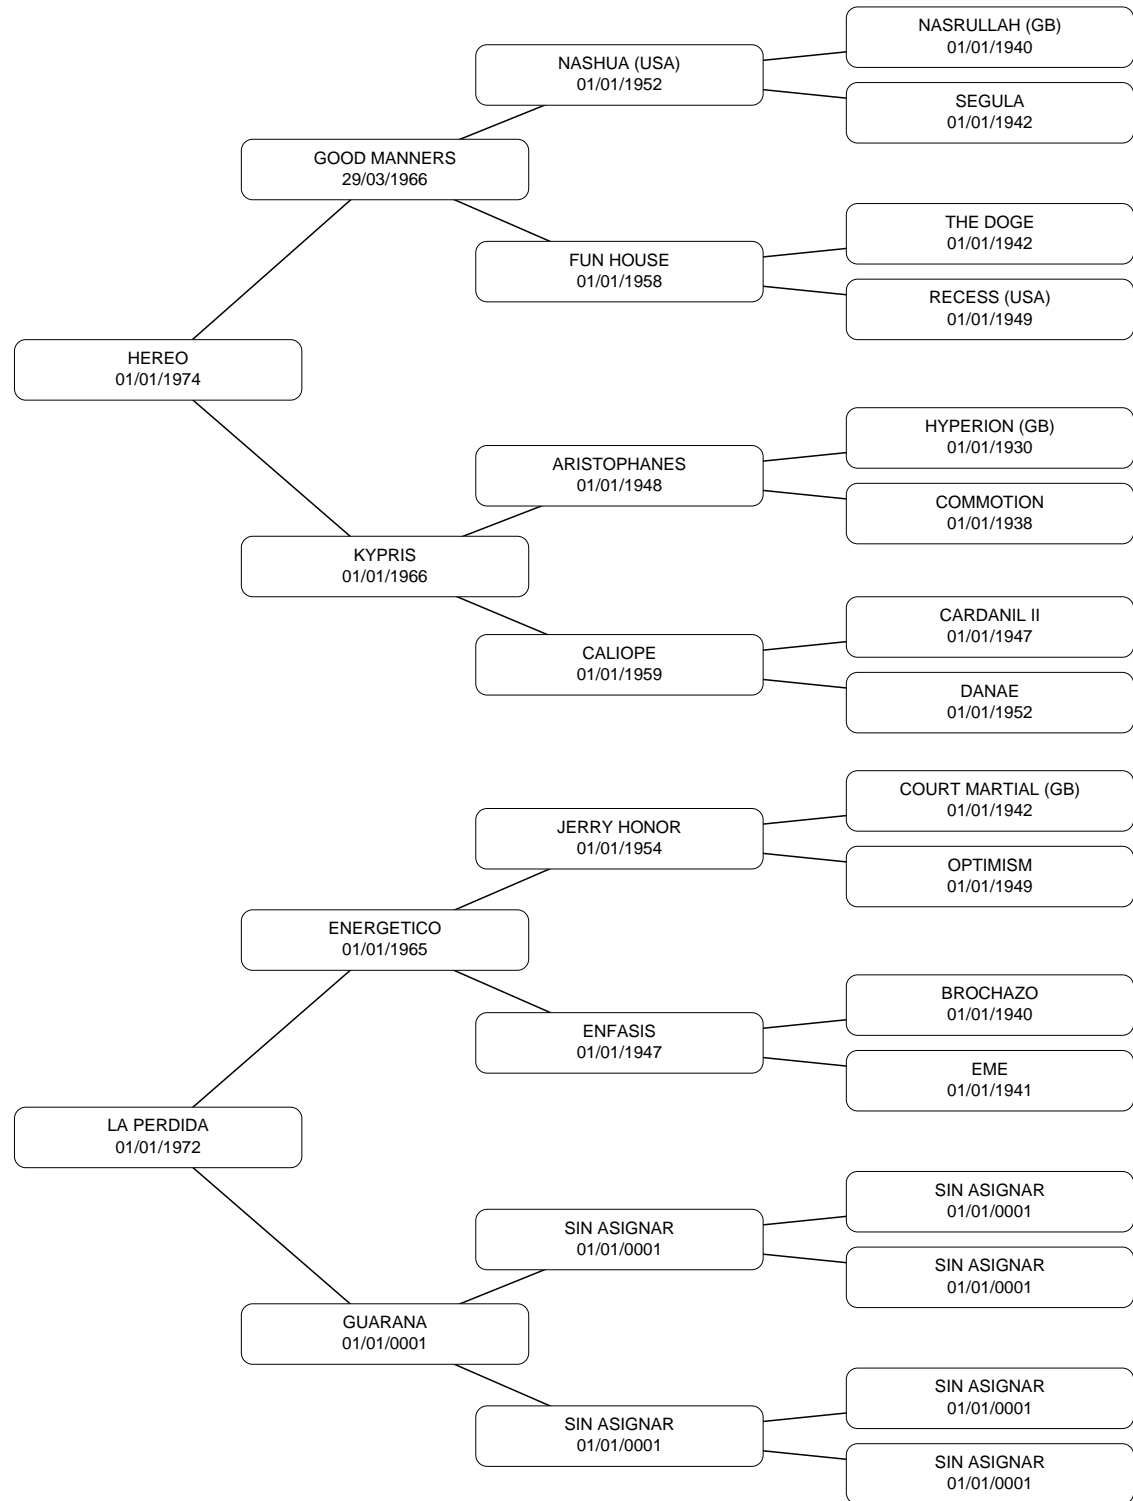 NASRULLAH (GB)
01/01/1940
NASHUA (USA)
01/01/1952
SEGULA
01/01/1942
GOOD MANNERS
29/03/1966
THE DOGE
01/01/1942
FUN HOUSE
01/01/1958
RECESS (USA)
01/01/1949
HEREO
01/01/1974
HYPERION (GB)
01/01/1930
ARISTOPHANES
01/01/1948
COMMOTION
01/01/1938
KYPRIS
01/01/1966
CARDANIL II
01/01/1947
CALIOPE
01/01/1959
DANAE
01/01/1952
COURT MARTIAL (GB)
01/01/1942
JERRY HONOR
01/01/1954
OPTIMISM
01/01/1949
ENERGETICO
01/01/1965
BROCHAZO
01/01/1940
ENFASIS
01/01/1947
EME
01/01/1941
LA PERDIDA
01/01/1972
SIN ASIGNAR
01/01/0001
SIN ASIGNAR
01/01/0001
SIN ASIGNAR
01/01/0001
GUARANA
01/01/0001
SIN ASIGNAR
01/01/0001
SIN ASIGNAR
01/01/0001
SIN ASIGNAR
01/01/0001